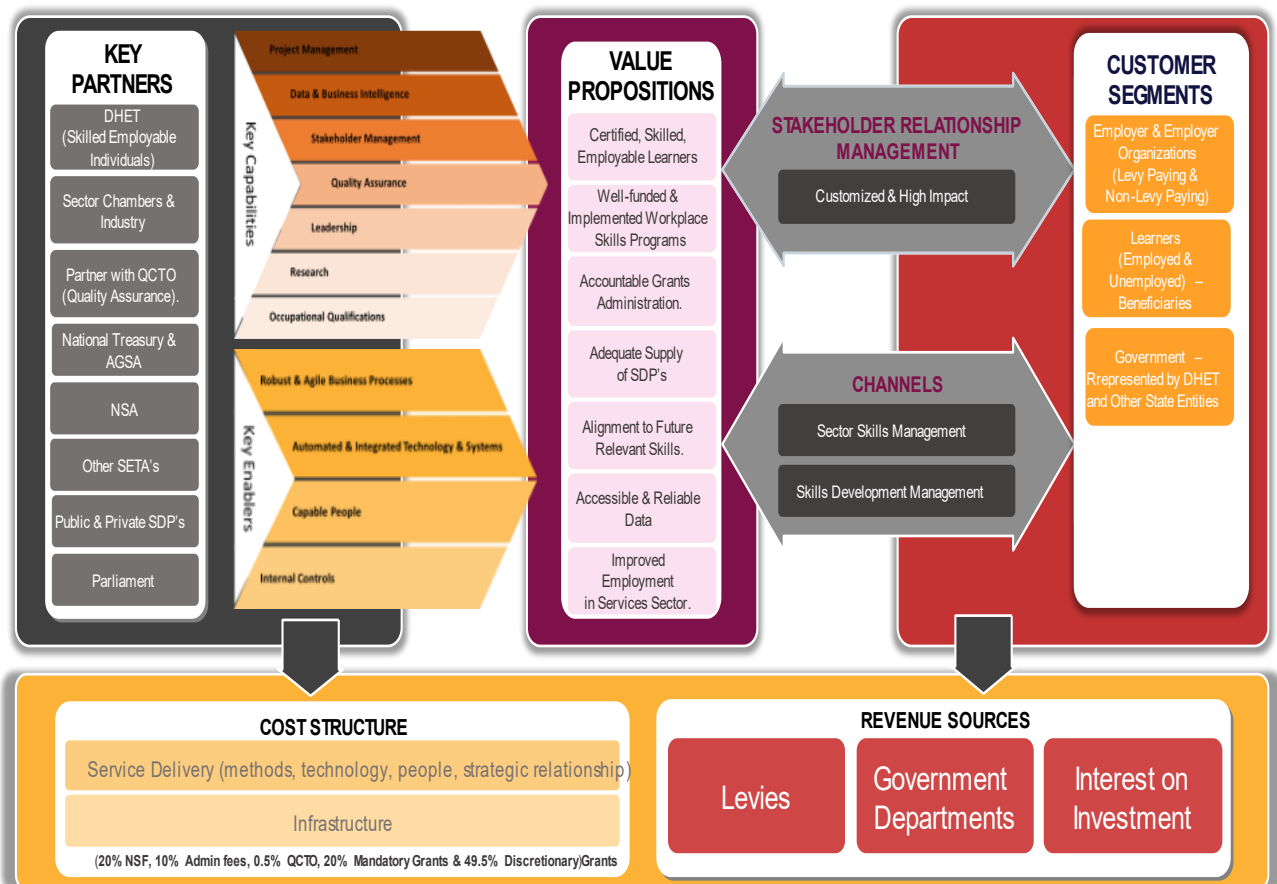 KEY
PARTNERS
DHET
(Skilled Employable
Individuals)
Sector Chambers &
Industry
Partner with QCTO
(Quality Assurance).
National Treasury &
AGSA
NSA
Other SETA's
Public & Private SDP's
Parliament
Key Capabilities
Project Management
Data & Business Intelligence
Stakeholder Management
Quality Assurance
Leadership
Research
Occupational Qualifications
Key Enablers
Robust & Agile Business Processes
Automated & Integrated Technology & Systems
Capable People
Internal Controls
VALUE
PROPOSITIONS
Certified, Skilled,
Employable Learners
Well-funded &
Implemented Workplace
Skills Programs
Accountable Grants
Administration.
Adequate Supply
of SDP's
Alignment to Future
Relevant Skills.
Accessible & Reliable
Data
Improved
Employment
in Services Sector.
STAKEHOLDER RELATIONSHIP
MANAGEMENT
Customized & High Impact
CHANNELS
Sector Skills Management
Skills Development Management
CUSTOMER
SEGMENTS
Employer & Employer
Organizations
(Levy Paying &
Non-Levy Paying)
Learners
(Employed &
Unemployed) –
Beneficiaries
Government –
Rrepresented by DHET
and Other State Entities
COST STRUCTURE
Service Delivery (methods, technology, people, strategic relationship)
Infrastructure
(20% NSF, 10% Admin fees, 0.5% QCTO, 20% Mandatory Grants & 49.5% Discretionary)Grants
REVENUE SOURCES
Levies
Government
Departments
Interest on
Investment